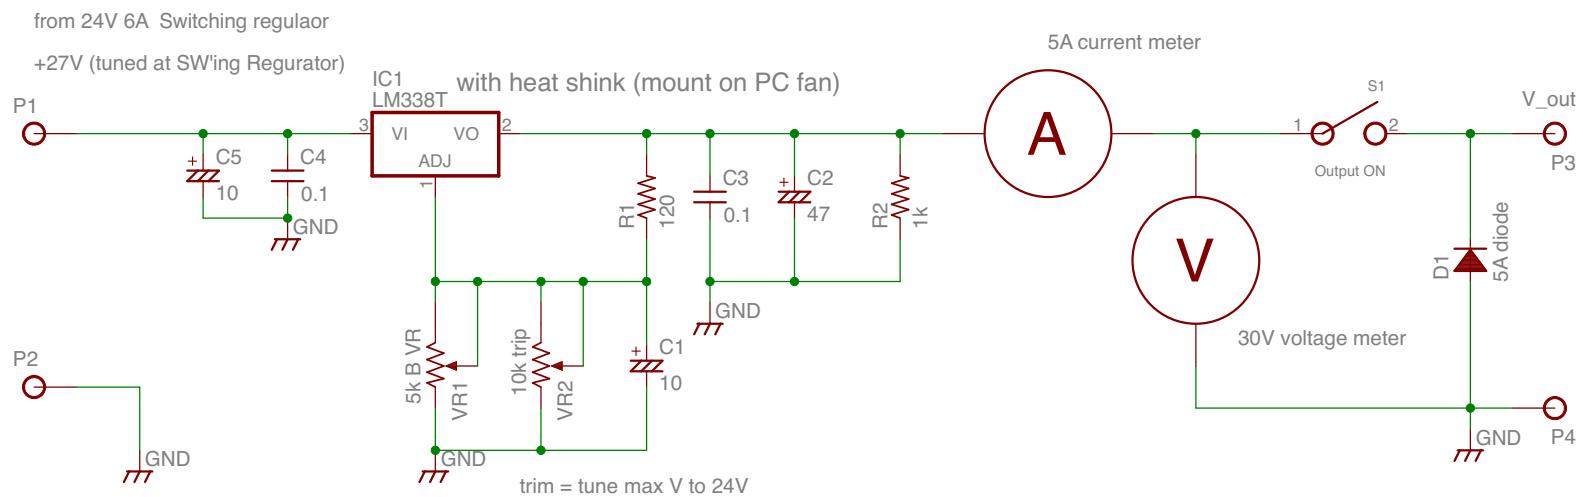 from 24V 6A  Switching regulaor
+27V (tuned at SW'ing Regurator)
IC1
LM338T
with heat shink (mount on PC fan)
5A current meter
P1
3
VI
VO
2
ADJ
1
+
C5
10
C4
0.1
GND
R1
120
C3
0.1
+
C2
47
R2
1k
GND
A
S1
1
2
Output ON
V_out
P3
V
30V voltage meter
D1
5A diode
P2
GND
5k B VR
VR1
10k trip
VR2
+
C1
10
GND
trim = tune max V to 24V
P4
GND